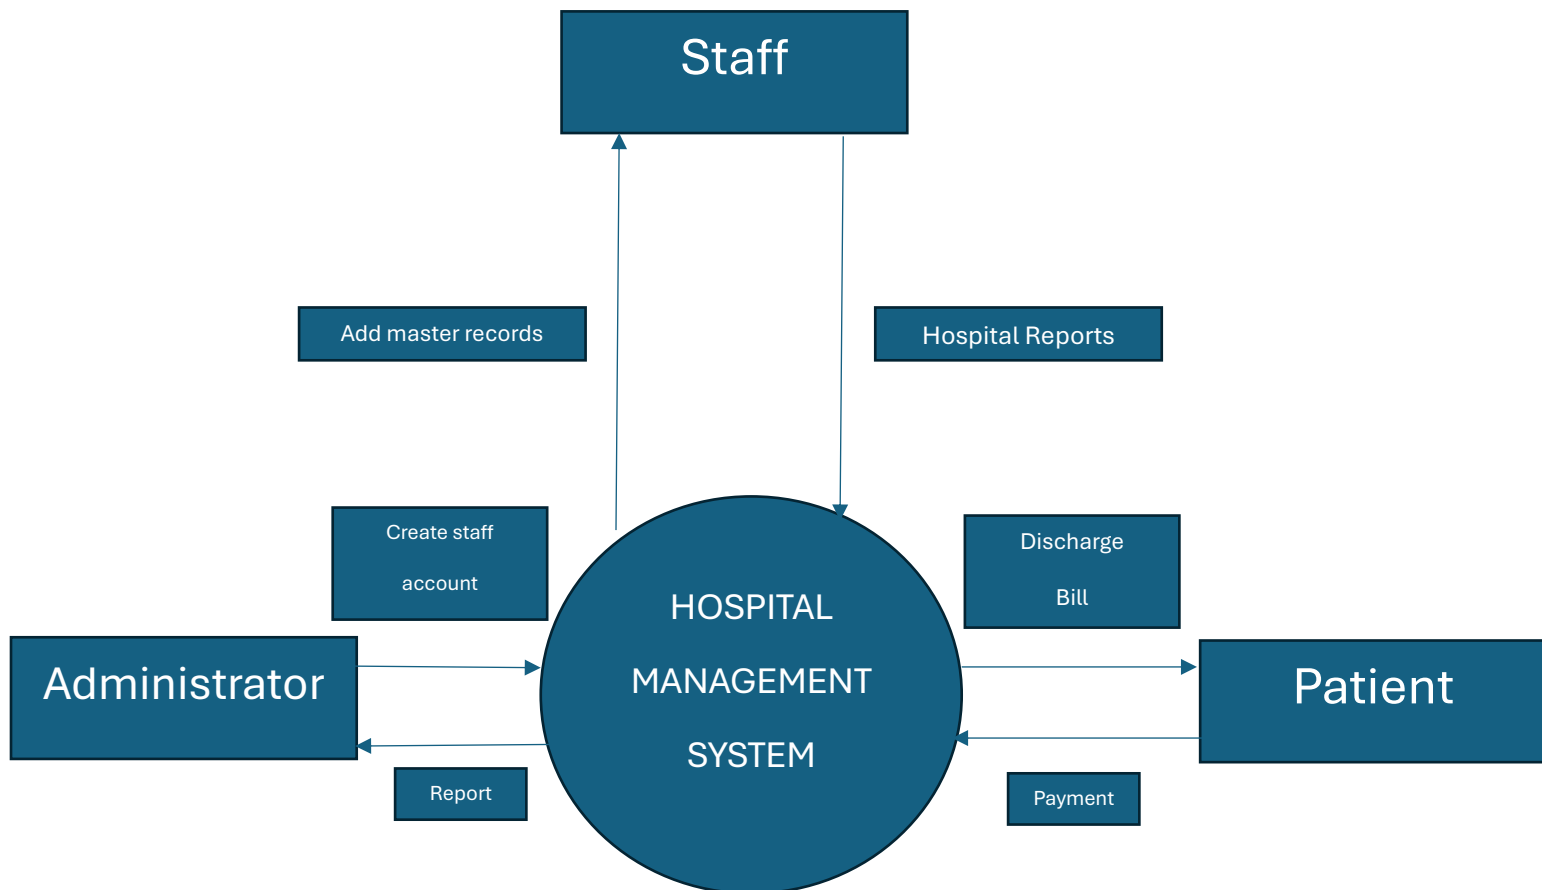 Staff
Add master records
Hospital Reports
Create staff
account
Discharge
Bill
HOSPITAL
MANAGEMENT
SYSTEM
Administrator
Patient
Report
Payment